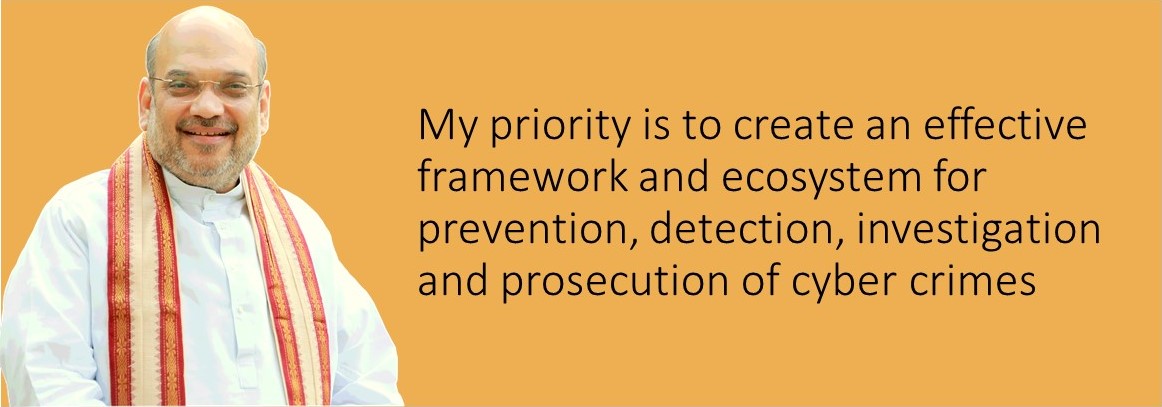 My priority is to create an effective
framework and ecosystem for
prevention, detection, investigation
and prosecution of cyber crimes